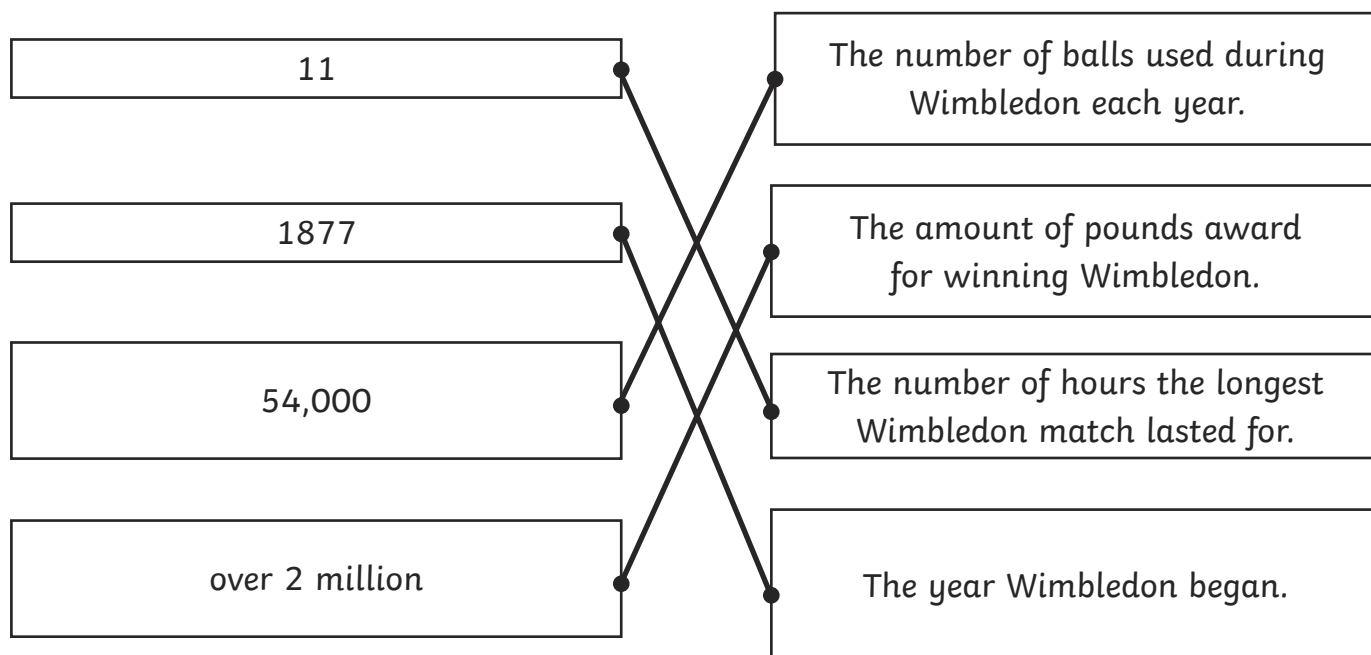 11
1877
54,000
over 2 million
The number of balls used during
Wimbledon each year.
The amount of pounds award
for winning Wimbledon.
The number of hours the longest
Wimbledon match lasted for.
The year Wimbledon began.